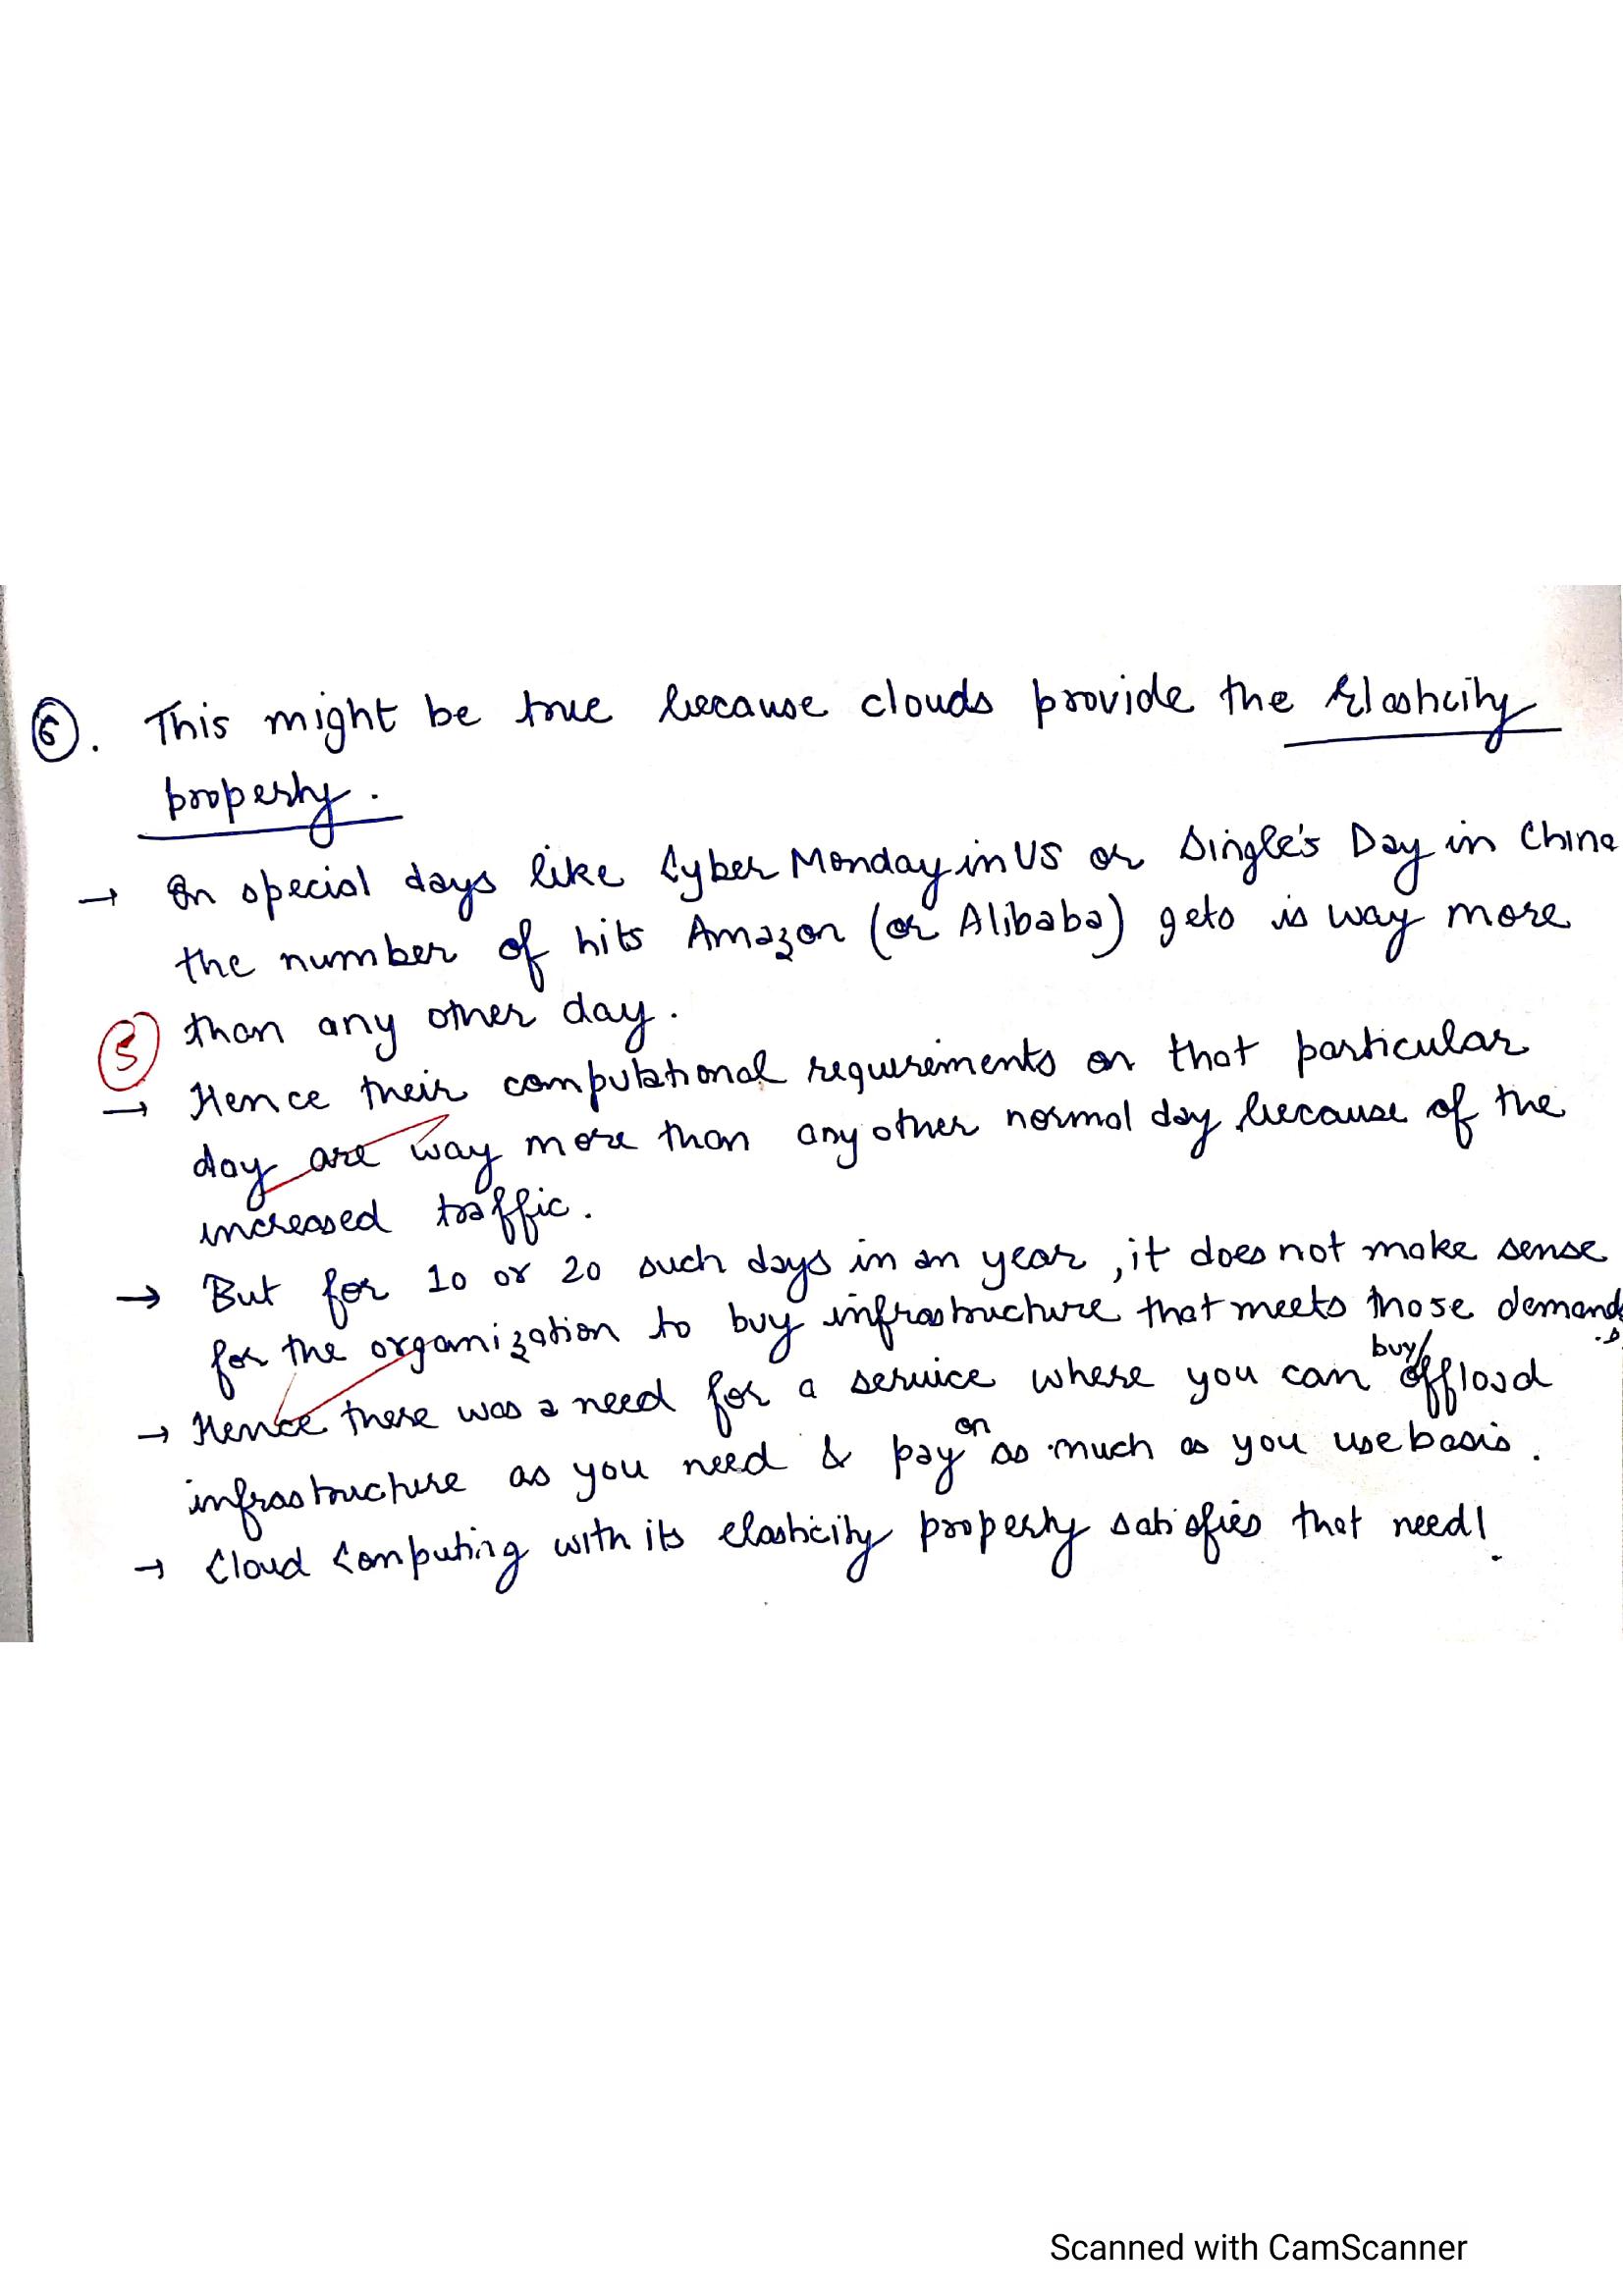 6. This might be true because clouds provide the Elasticity
property.
→ On special days like Cyber Monday in US or Single's Day in China
the number of hits Amazon (or Alibaba) gets is way more
than any other day.
5
→ Hence their computational requirements on that particular
day are way more than any other normal day because of the
increased traffic.
→ But for 10 or 20 such days in an year, it does not make sense
for the organization to buy infrastructure that meets those demands.
→ Hence there was a need for a service where you can buy/offload
infrastructure as you need & pay on as much as you use basis.
→ Cloud Computing with its elasticity property satisfies that need!
Scanned with CamScanner